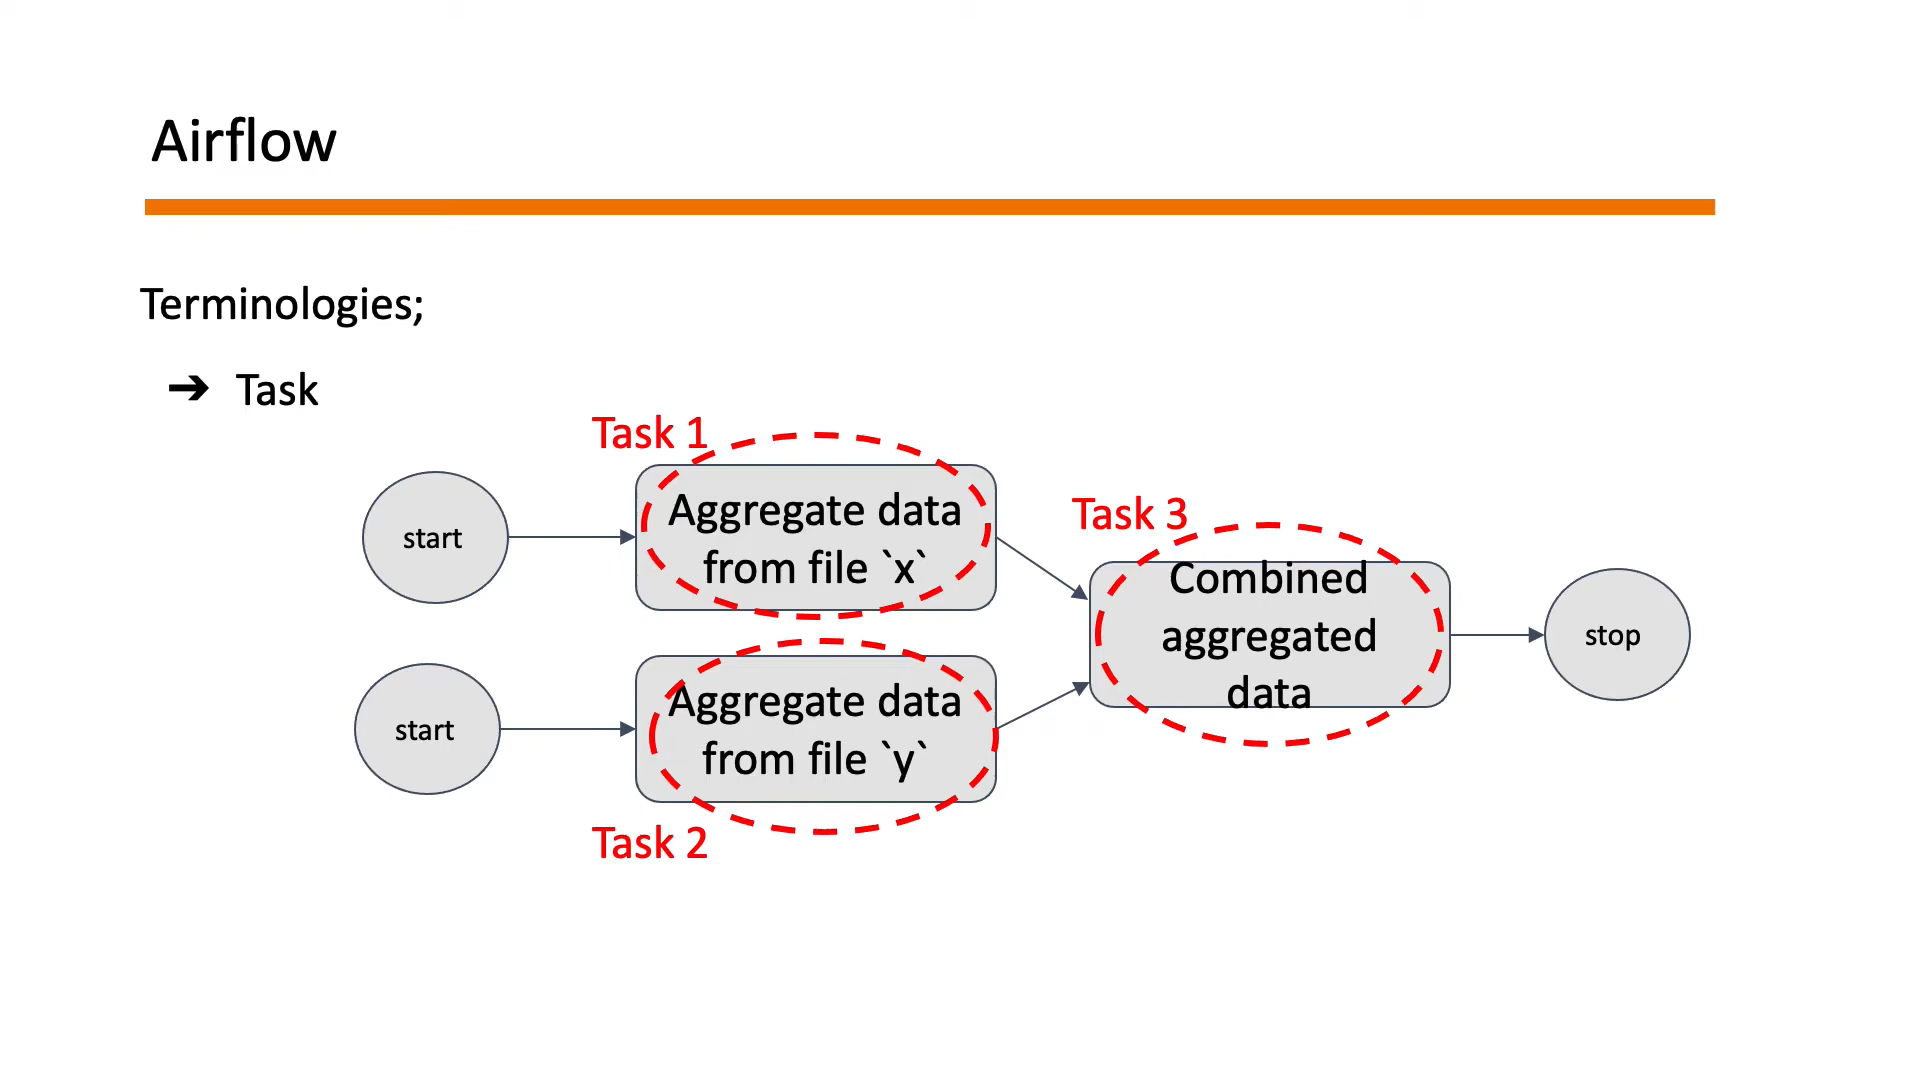 Airflow
Terminologies;
➔ Task
Task 1
start
Aggregate data
from file `x`
Task 3
Combined
aggregated
data
stop
start
Aggregate data
from file `y`
Task 2